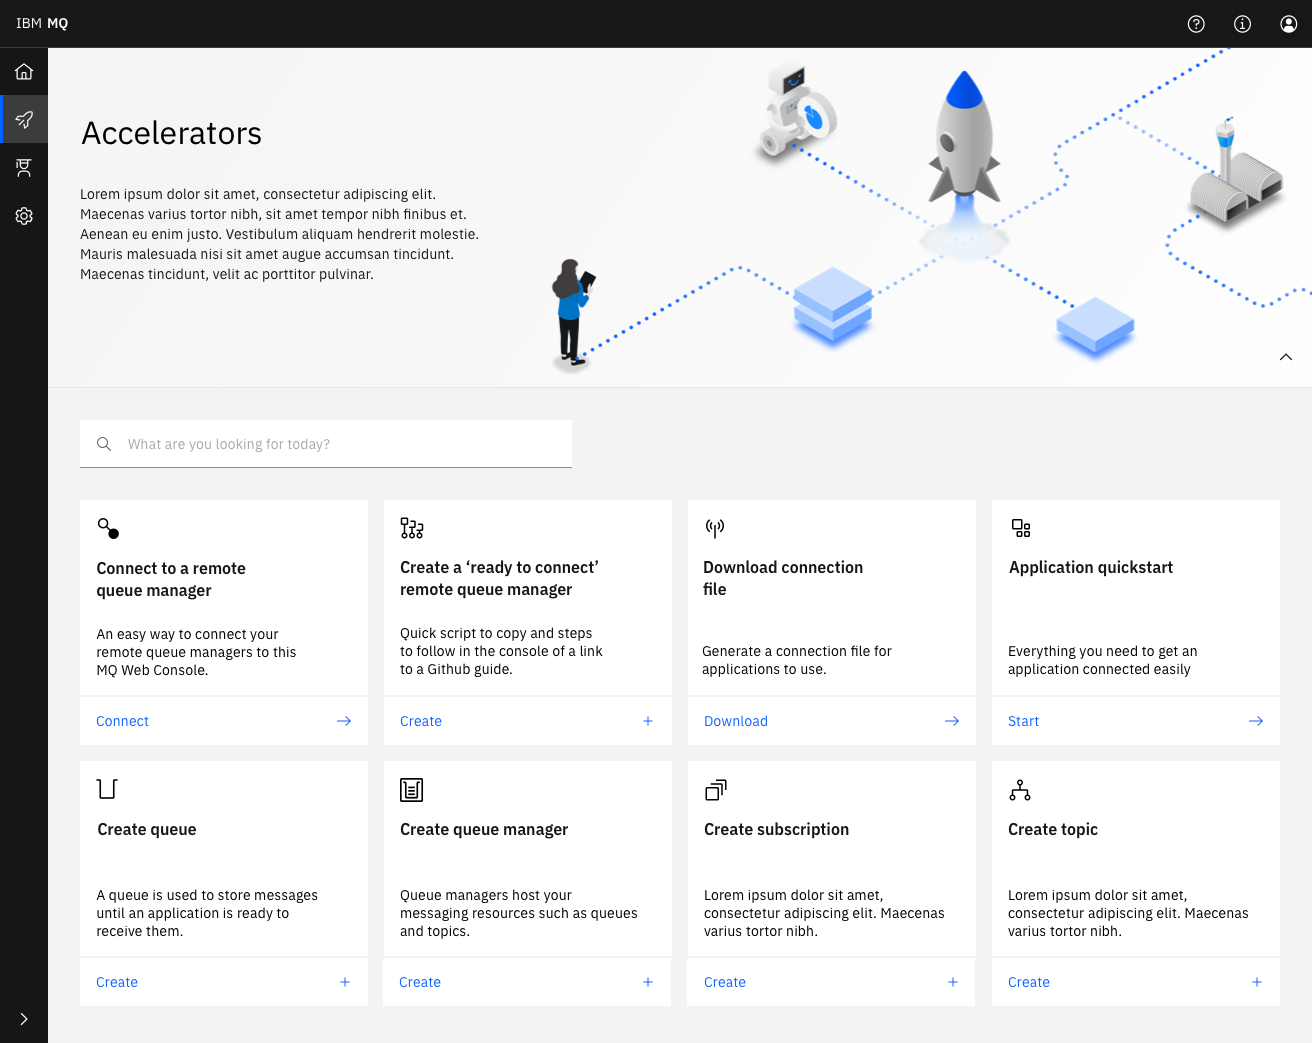 IBM MQ
Accelerators
Lorem ipsum dolor sit amet, consectetur adipiscing elit.
Maecenas varius tortor nibh, sit amet tempor nibh finibus et.
Aenean eu enim justo. Vestibulum aliquam hendrerit molestie.
Mauris malesuada nisi sit amet augue accumsan tincidunt.
Maecenas tincidunt, velit ac porttitor pulvinar.
What are you looking for today?
Connect to a remote
queue manager
An easy way to connect your
remote queue managers to this
MQ Web Console.
Connect
Create a ‘ready to connect’
remote queue manager
Quick script to copy and steps
to follow in the console of a link
to a Github guide.
Create
Download connection
file
Generate a connection file for
applications to use.
Download
Application quickstart
Everything you need to get an
application connected easily
Start
Create queue
A queue is used to store messages
until an application is ready to
receive them.
Create
Create queue manager
Queue managers host your
messaging resources such as queues
and topics.
Create
Create subscription
Lorem ipsum dolor sit amet,
consectetur adipiscing elit. Maecenas
varius tortor nibh.
Create
Create topic
Lorem ipsum dolor sit amet,
consectetur adipiscing elit. Maecenas
varius tortor nibh.
Create